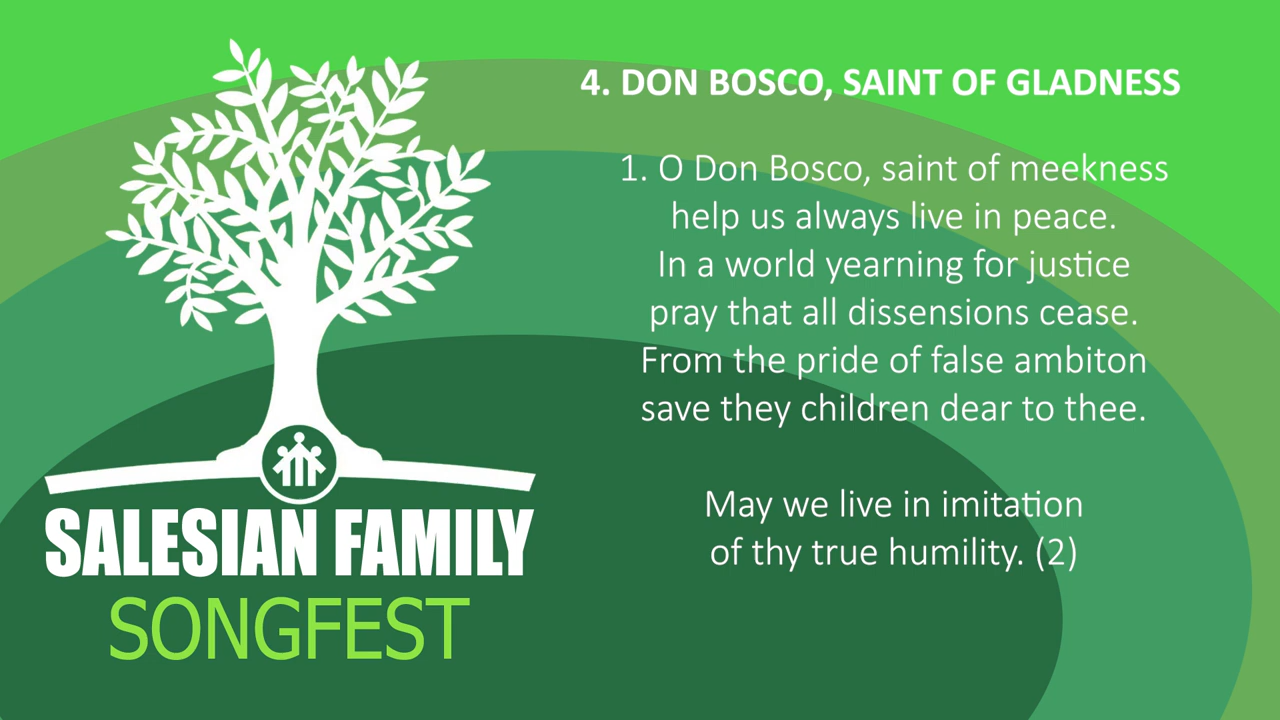 4. DON BOSCO, SAINT OF GLADNESS
1. O Don Bosco, saint of meekness
help us always live in peace.
In a world yearning for justice
pray that all dissensions cease.
From the pride of false ambiton
save they children dear to thee.
May we live in imitation
of thy true humility. (2)
SALESIAN FAMILY
SONGFEST